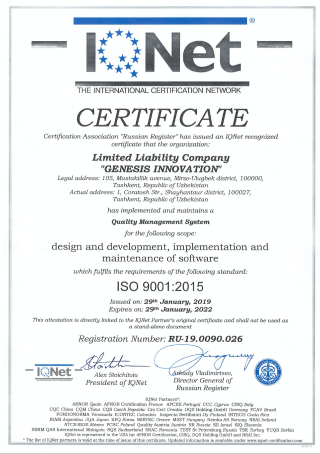 IQNet ®
THE INTERNATIONAL CERTIFICATION NETWORK
CERTIFICATE
Certification Association "Russian Register" has issued an IQNet recognized
certificate that the organization:
Limited Liability Company
"GENESIS INNOVATION"
Legal address: 105, Mustakillik avenue, Mirso-Ulugbek district, 100000,
Tashkent, Republic of Uzbekistan
Actual address: 1, Caratosh Str., Shayhantaur district, 100027,
Tashkent, Republic of Uzbekistan
has implemented and maintains a
Quality Management System
for the following scope:
design and development, implementation and
maintenance of software
which fulfils the requirements of the following standard:
ISO 9001:2015
Issued on: 29th January, 2019
Expires on: 29th January, 2022
This attestation is directly linked to the IQNet Partner's original certificate and shall not be used as
a stand-alone document
Registration Number: RU-19.0090.026
IQNet
Alex Stoichitoiu
President of IQNet
Arkady Vladimirtsev,
Director General of
Russian Register
IQNet Partners*:
AENOR Spain AFNOR Certification France APCER Portugal CCC Cyprus CISQ Italy
CQC China CQM China CQS Czech Republic Cro Cert Croatia DQS Holding GmbH Germany FCAV Brazil
FONDONORMA Venezuela ICONTEC Colombia Inspecta Sertifiointi Oy Finland INTECO Costa Rica
IRAM Argentina JQA Japan KFQ Korea MIRTEC Greece MSZT Hungary Nemko AS Norway NSAI Ireland
PCBC Poland Quality Austria Austria RR Russia SII Israel SIQ Slovenia
SIRIM QAS International Malaysia SQS Switzerland SRAC Romania TEST St Petersburg Russia TSE Turkey YUQS Serbia
IQNet is represented in the USA by: AFNOR Certification, CISQ, DQS Holding GmbH and NSAI Inc.
* The list of IQNet partners is valid at the time of issue of this certificate. Updated information is available under www.iqnet-certification.com